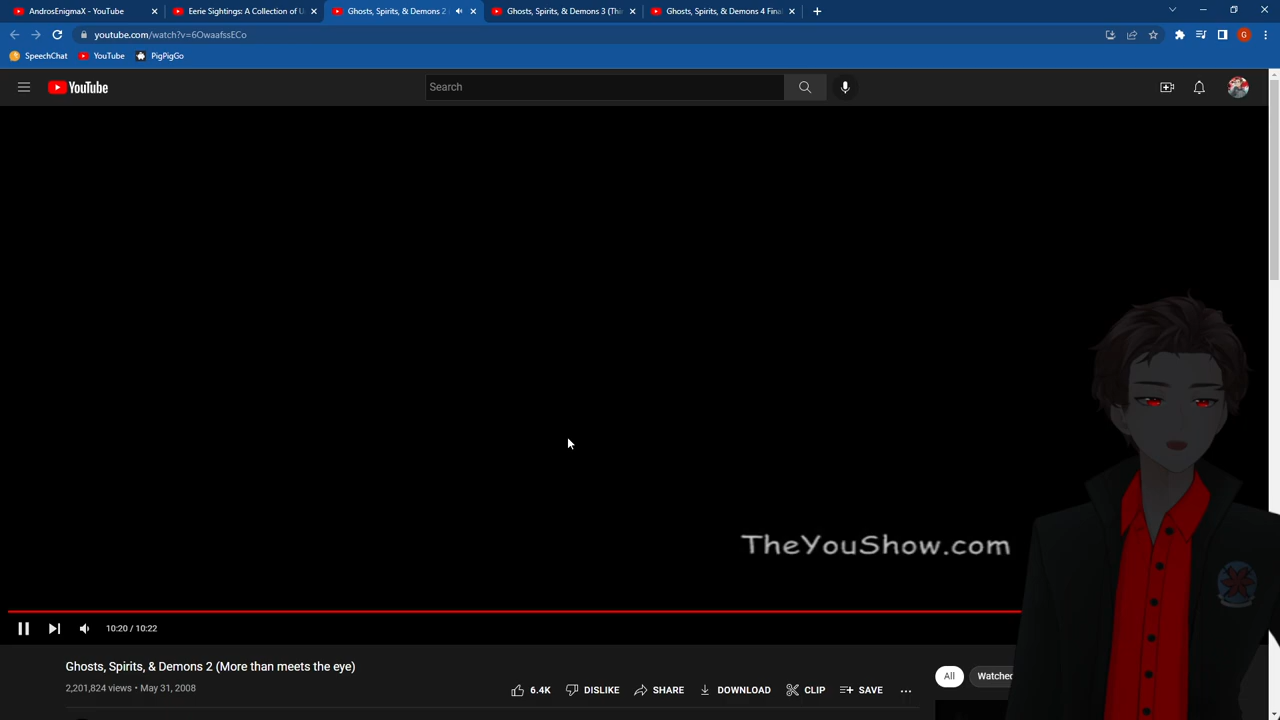 AndrosEnigmaX - YouTube
Eerie Sightings: A Collection of U
Ghosts, Spirits, & Demons 2
Ghosts, Spirits, & Demons 3 (Thi
Ghosts, Spirits, & Demons 4 Fina
youtube.com/watch?v=6OwaafssECo
G
SpeechChat
YouTube
PigPigGo
YouTube
Search
TheYouShow.com
10:20 / 10:22
Ghosts, Spirits, & Demons 2 (More than meets the eye)
2,201,824 views • May 31, 2008
6.4K
DISLIKE
SHARE
DOWNLOAD
CLIP
SAVE
All
Watched